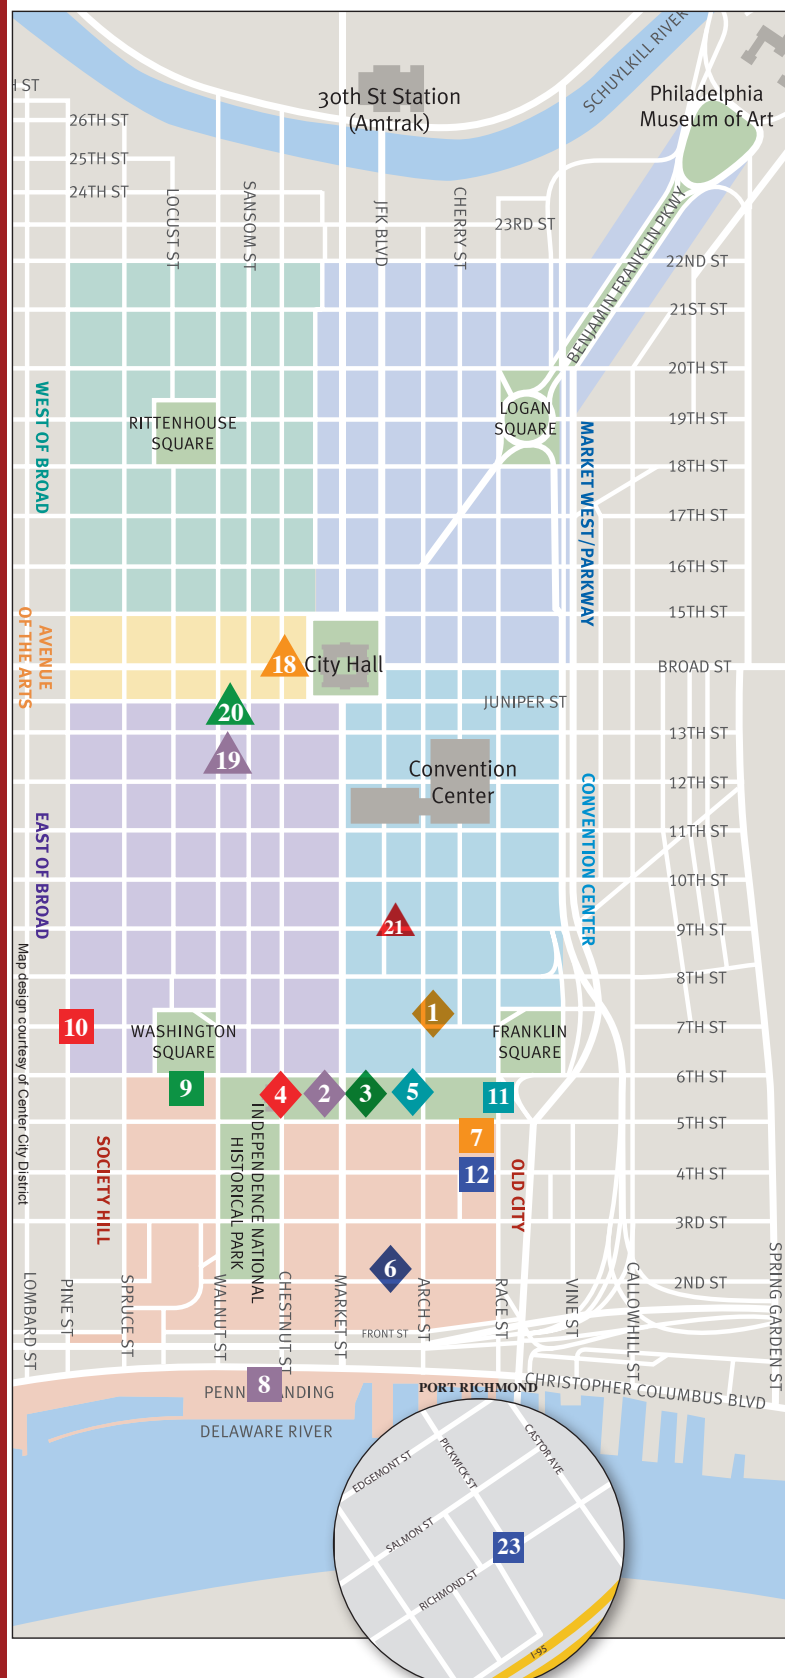 H ST
26TH ST
25TH ST
24TH ST
30th St Station
(Amtrak)
SCHUYLKILL RIVER
Philadelphia
Museum of Art
LOCUST ST
SANSOM ST
JFK BLVD
CHERRY ST
23RD ST
BENJAMIN FRANKLIN PKWY
22ND ST
21ST ST
20TH ST
WEST OF BROAD
RITTENHOUSE
SQUARE
LOGAN
SQUARE
MARKET WEST/PARKWAY
19TH ST
18TH ST
17TH ST
16TH ST
15TH ST
AVENUE
OF THE ARTS
18
City Hall
BROAD ST
20
JUNIPER ST
19
13TH ST
Convention
Center
12TH ST
11TH ST
EAST OF BROAD
CONVENTION CENTER
10TH ST
21
9TH ST
8TH ST
Map design courtesy of Center City District
10
WASHINGTON
SQUARE
1
FRANKLIN
SQUARE
7TH ST
6TH ST
9
4
2
3
5
11
5TH ST
SOCIETY HILL
INDEPENDENCE NATIONAL
HISTORICAL PARK
7
12
OLD CITY
4TH ST
3RD ST
6
2ND ST
LOMBARD ST
PINE ST
SPRUCE ST
WALNUT ST
CHESTNUT ST
MARKET ST
ARCH ST
RACE ST
VINE ST
CALLOWHILL ST
SPRING GARDEN ST
FRONT ST
8
PENN
ANDING
DELAWARE RIVER
PORT RICHMOND
CHRISTOPHER COLUMBUS BLVD
EDGEMONT ST
PICKWICK ST
CASTOR AVE
SALMON ST
23
RICHMOND ST
I-95